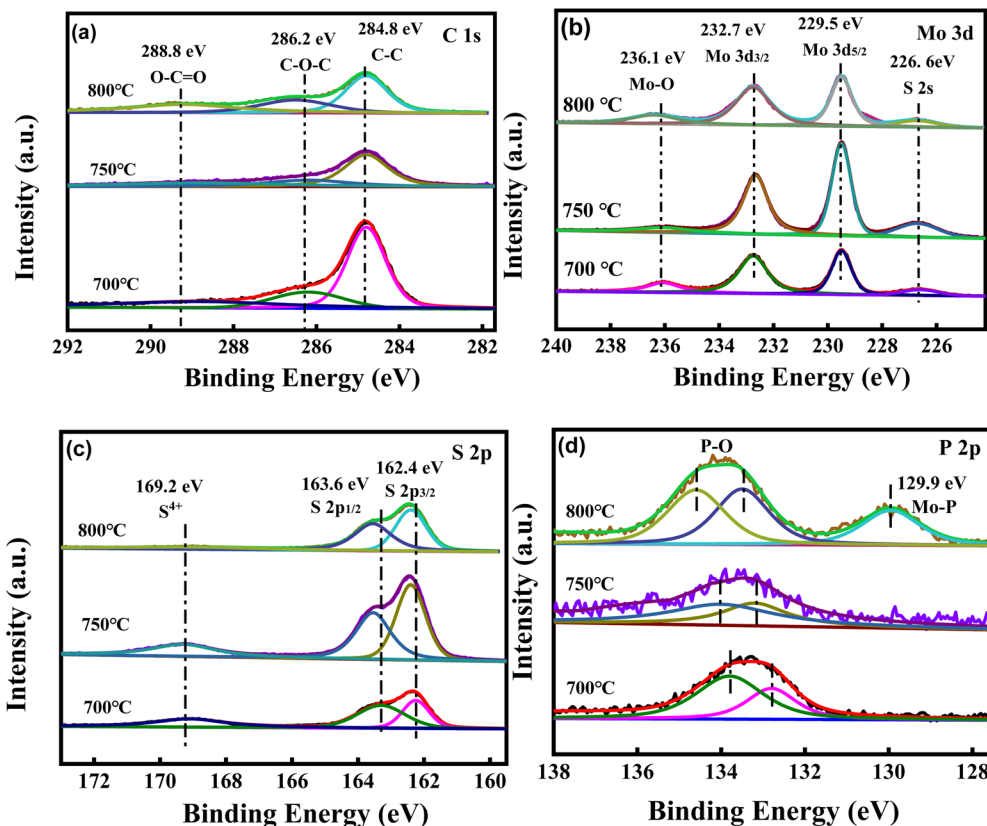 (a)
C 1s
284.8 eV
C-C
286.2 eV
C-O-C
288.8 eV
O-C=O
800°C
750°C
700°C
Intensity (a.u.)
292 290 288 286 284 282
Binding Energy (eV)
(b)
Mo 3d
229.5 eV
Mo 3d5/2
232.7 eV
Mo 3d3/2
236.1 eV
Mo-O
226. 6eV
S 2s
800 °C
750 °C
700 °C
Intensity (a.u.)
240 238 236 234 232 230 228 226
Binding Energy (eV)
(c)
S 2p
162.4 eV
S 2p3/2
163.6 eV
S 2p1/2
169.2 eV
S4+
800°C
750°C
700°C
Intensity (a.u.)
172 170 168 166 164 162 160
Binding Energy (eV)
(d)
P 2p
P-O
129.9 eV
Mo-P
800°C
750°C
700°C
Intensity (a.u.)
138 136 134 132 130 128
Binding Energy (eV)